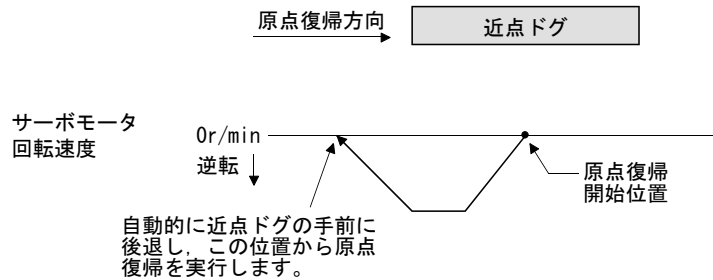 原点復帰方向
近点ドグ
サーボモータ
回転速度
0r/min
逆転
原点復帰
開始位置
自動的に近点ドグの手前に
後退し，この位置から原点
復帰を実行します。